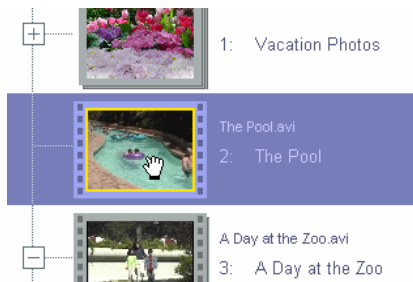 1: Vacation Photos
The Pool.avi
2: The Pool
A Day at the Zoo.avi
3: A Day at the Zoo